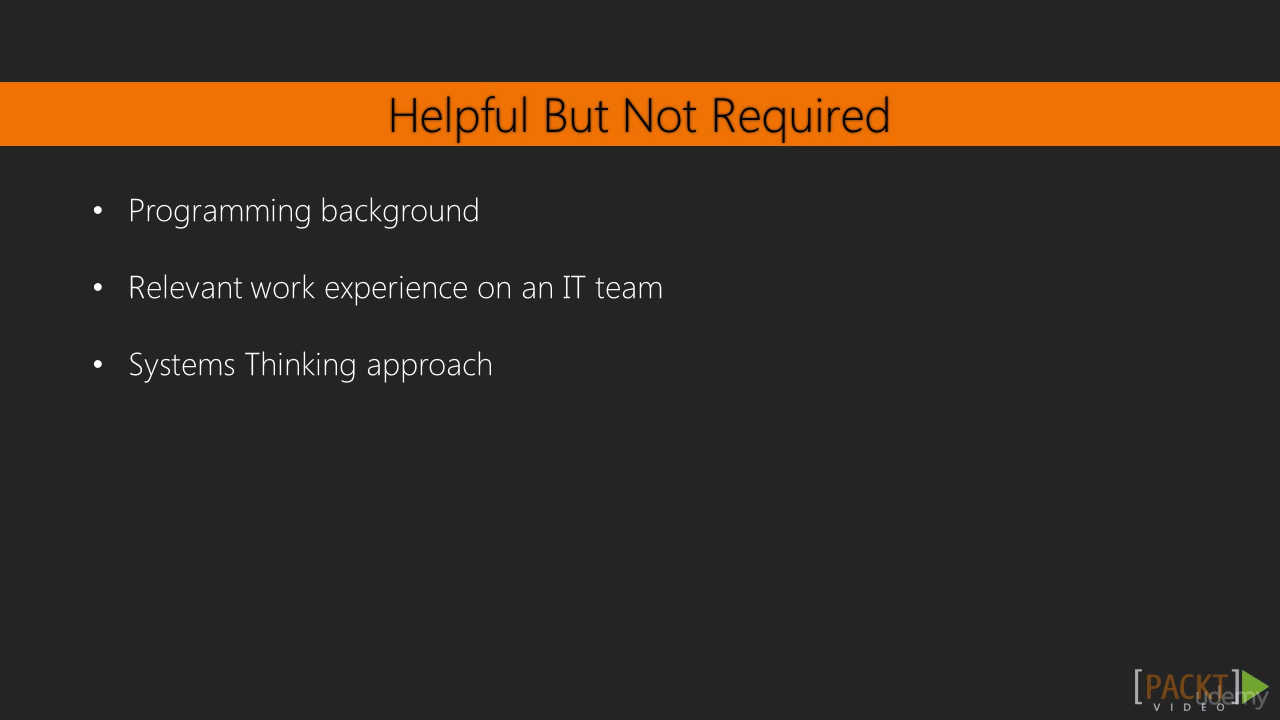 Helpful But Not Required
• Programming background
• Relevant work experience on an IT team
• Systems Thinking approach
[PACKT]
VIDEO
udemy